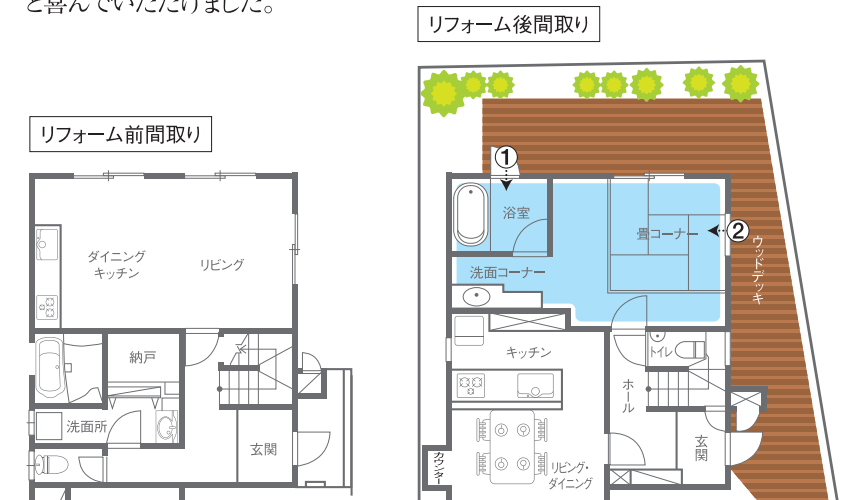 と喜んでいただけました。
リフォーム後間取り
リフォーム前間取り
ダイニング
キッチン
リビング
納戸
洗面所
玄関
①
浴室
畳コーナー
②
洗面コーナー
ウッドデッキ
キッチン
トイレ
ホール
玄関
カウンター
リビング・
ダイニング